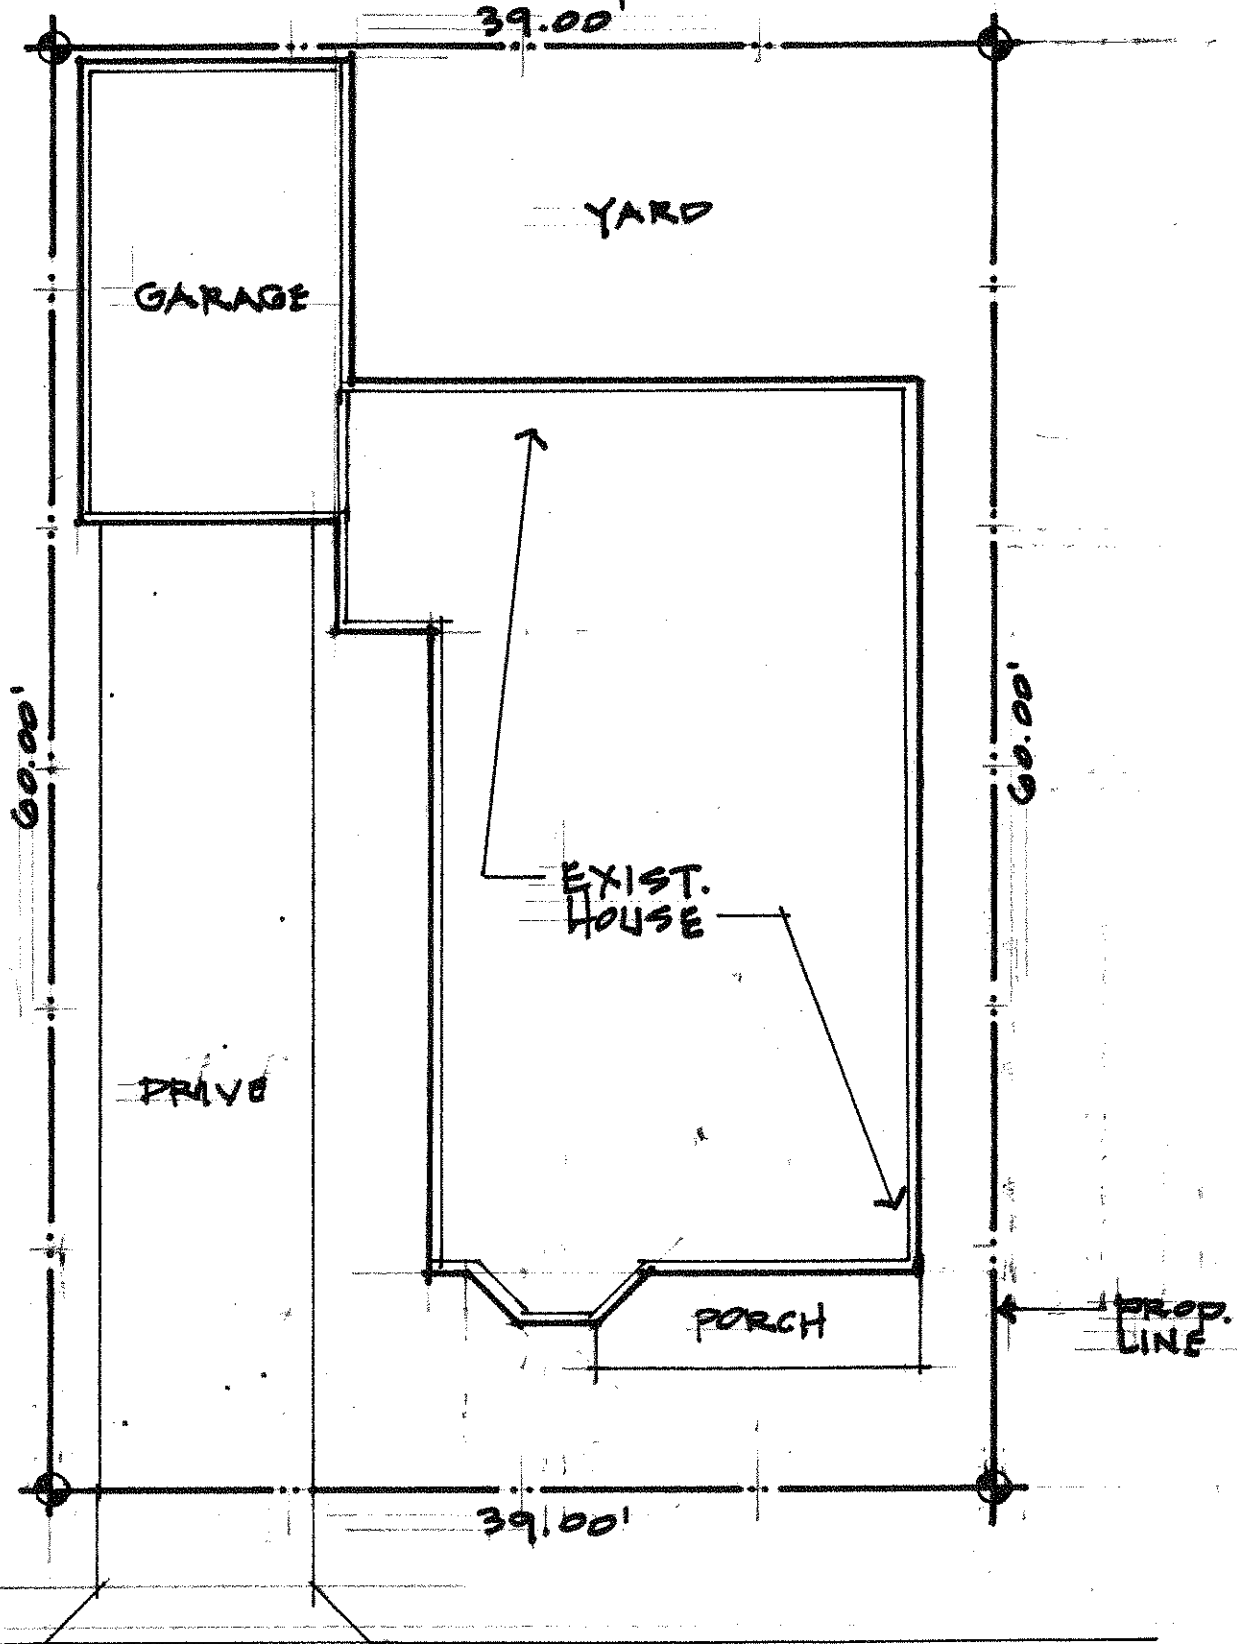 39.00'
YARD
GARAGE
60.00'
60.00'
EXIST.
HOUSE
DRIVE
PORCH
PROP.
LINE
39.00'